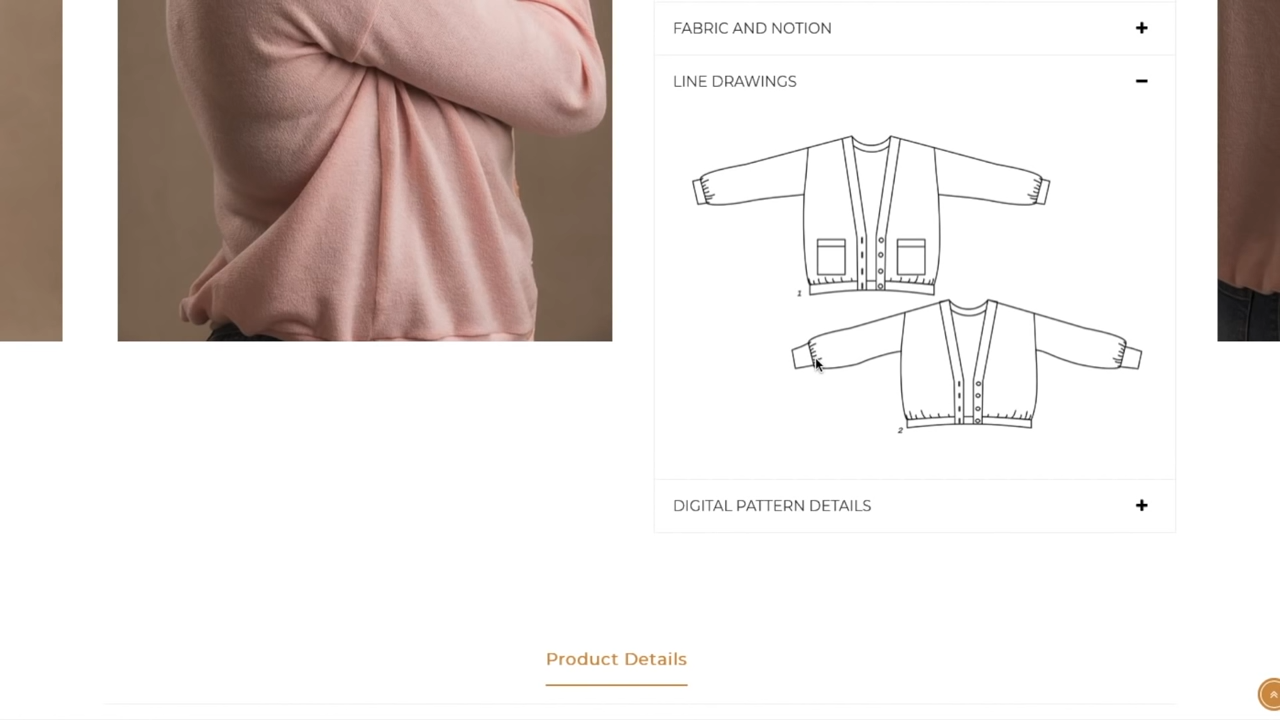 FABRIC AND NOTION
LINE DRAWINGS
1
2
DIGITAL PATTERN DETAILS
Product Details